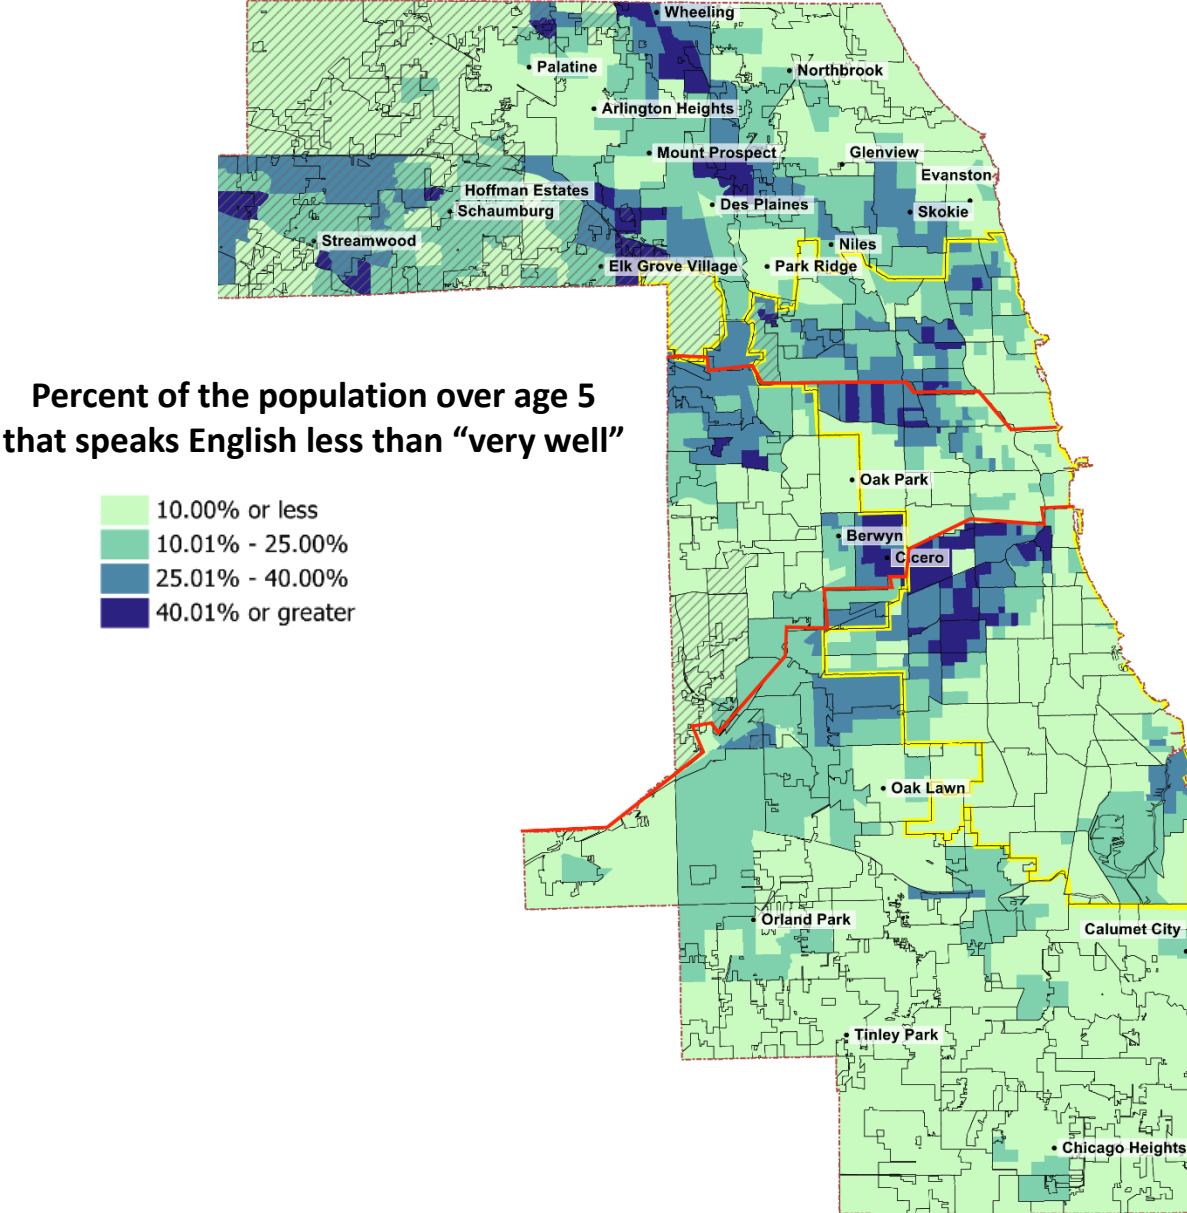 Wheeling
Palatine
Northbrook
Arlington Heights
Mount Prospect
Glenview
Evanston
Hoffman Estates
Schaumburg
Des Plaines
Skokie
Streamwood
Niles
Elk Grove Village
Park Ridge
Percent of the population over age 5
that speaks English less than “very well”
10.00% or less
10.01% - 25.00%
25.01% - 40.00%
40.01% or greater
Oak Park
Berwyn
Cicero
Oak Lawn
Orland Park
Calumet City
Tinley Park
Chicago Heights